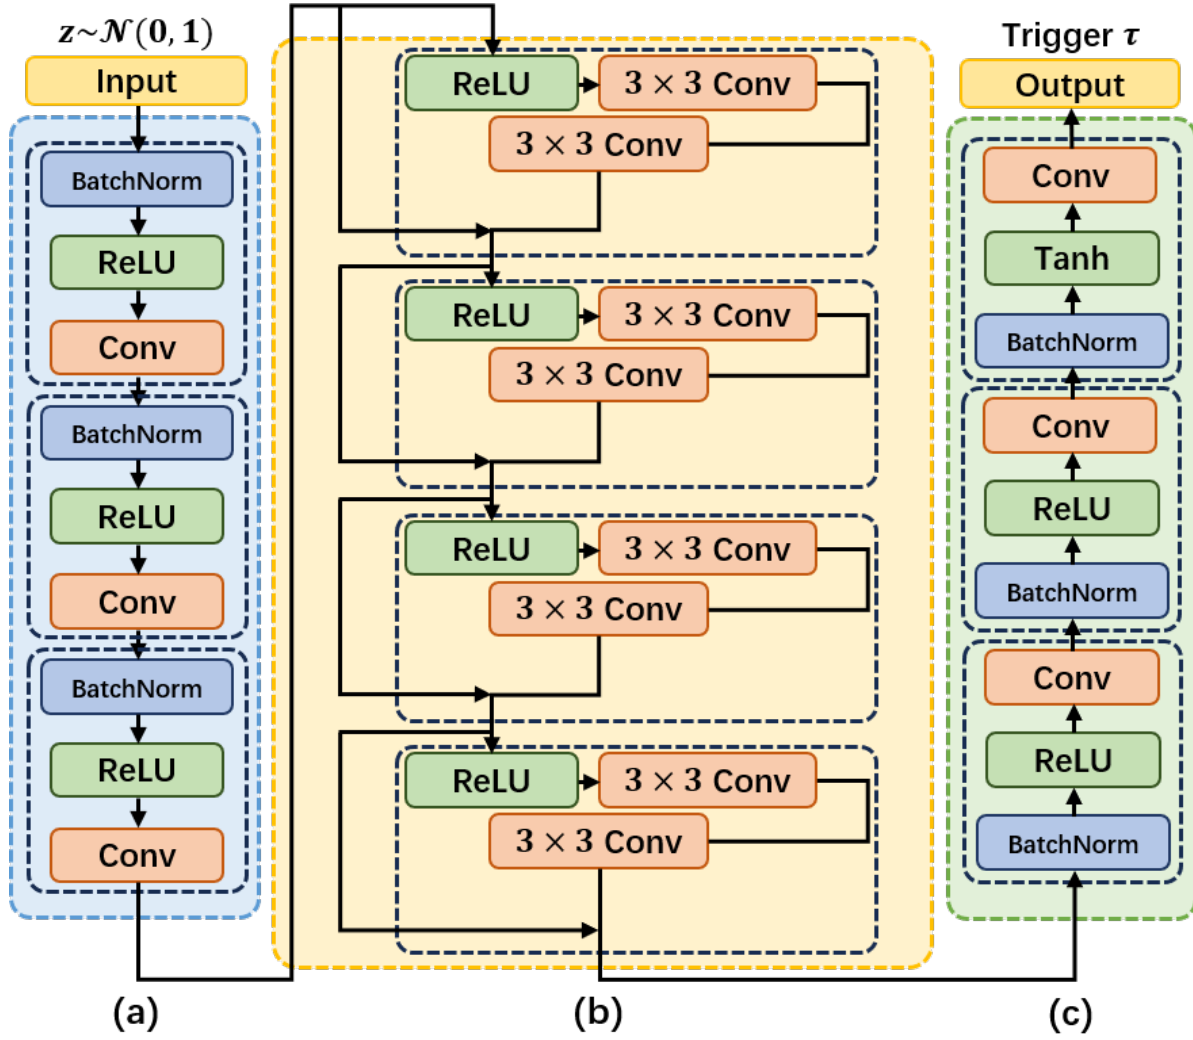 z~𝒩(0, 1)
Input
BatchNorm
ReLU
Conv
BatchNorm
ReLU
Conv
BatchNorm
ReLU
Conv
(a)
ReLU
3 × 3 Conv
3 × 3 Conv
ReLU
3 × 3 Conv
3 × 3 Conv
ReLU
3 × 3 Conv
3 × 3 Conv
ReLU
3 × 3 Conv
3 × 3 Conv
(b)
Trigger τ
Output
Conv
Tanh
BatchNorm
Conv
ReLU
BatchNorm
Conv
ReLU
BatchNorm
(c)